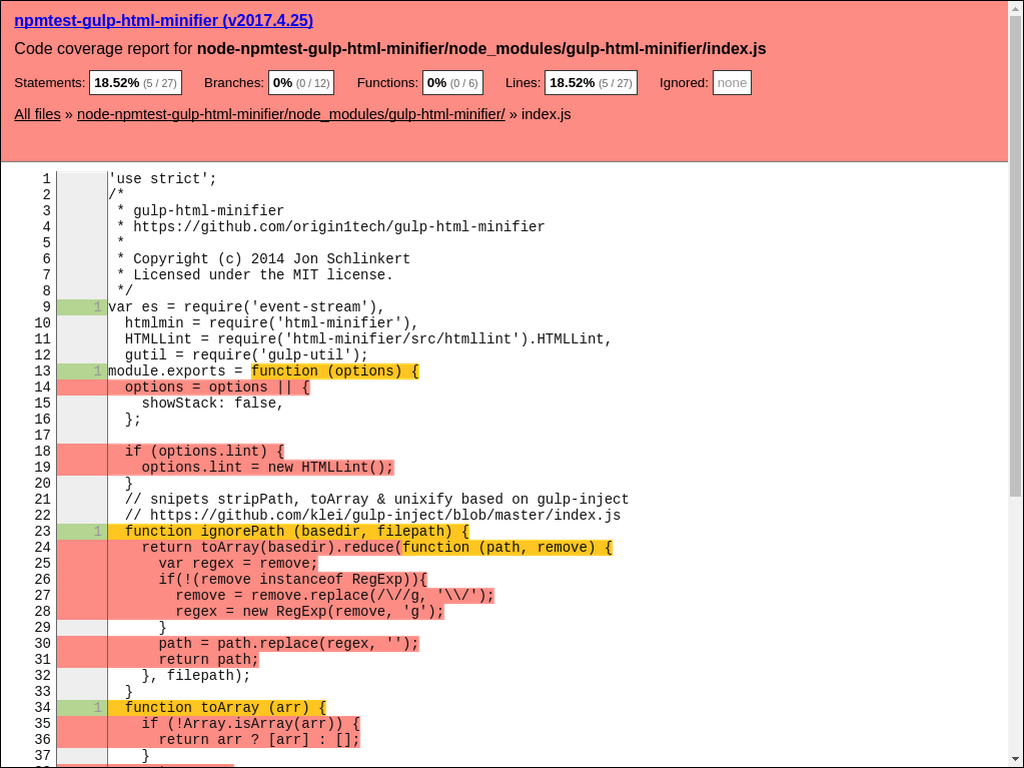 npmtest-gulp-html-minifier (v2017.4.25)
Code coverage report for node-npmtest-gulp-html-minifier/node_modules/gulp-html-minifier/index.js
Statements: 18.52% (5 / 27) Branches: 0% (0 / 12) Functions: 0% (0 / 6) Lines: 18.52% (5 / 27) Ignored: none
All files » node-npmtest-gulp-html-minifier/node_modules/gulp-html-minifier/ » index.js
1 'use strict';
2 /*
3  * gulp-html-minifier
4  * https://github.com/origin1tech/gulp-html-minifier
5  *
6  * Copyright (c) 2014 Jon Schlinkert
7  * Licensed under the MIT license.
8  */
9 1 var es = require('event-stream'),
10   htmlmin = require('html-minifier'),
11   HTMLLint = require('html-minifier/src/htmllint').HTMLLint,
12   gutil = require('gulp-util');
13 1 module.exports = function (options) {
14   options = options || {
15     showStack: false,
16   };
17
18   if (options.lint) {
19     options.lint = new HTMLLint();
20   }
21   // snipets stripPath, toArray & unixify based on gulp-inject
22   // https://github.com/klei/gulp-inject/blob/master/index.js
23 1   function ignorePath (basedir, filepath) {
24     return toArray(basedir).reduce(function (path, remove) {
25       var regex = remove;
26       if(!(remove instanceof RegExp)){
27         remove = remove.replace(/\//g, '\\/');
28         regex = new RegExp(remove, 'g');
29       }
30       path = path.replace(regex, '');
31       return path;
32     }, filepath);
33   }
34 1   function toArray (arr) {
35     if (!Array.isArray(arr)) {
36       return arr ? [arr] : [];
37     }